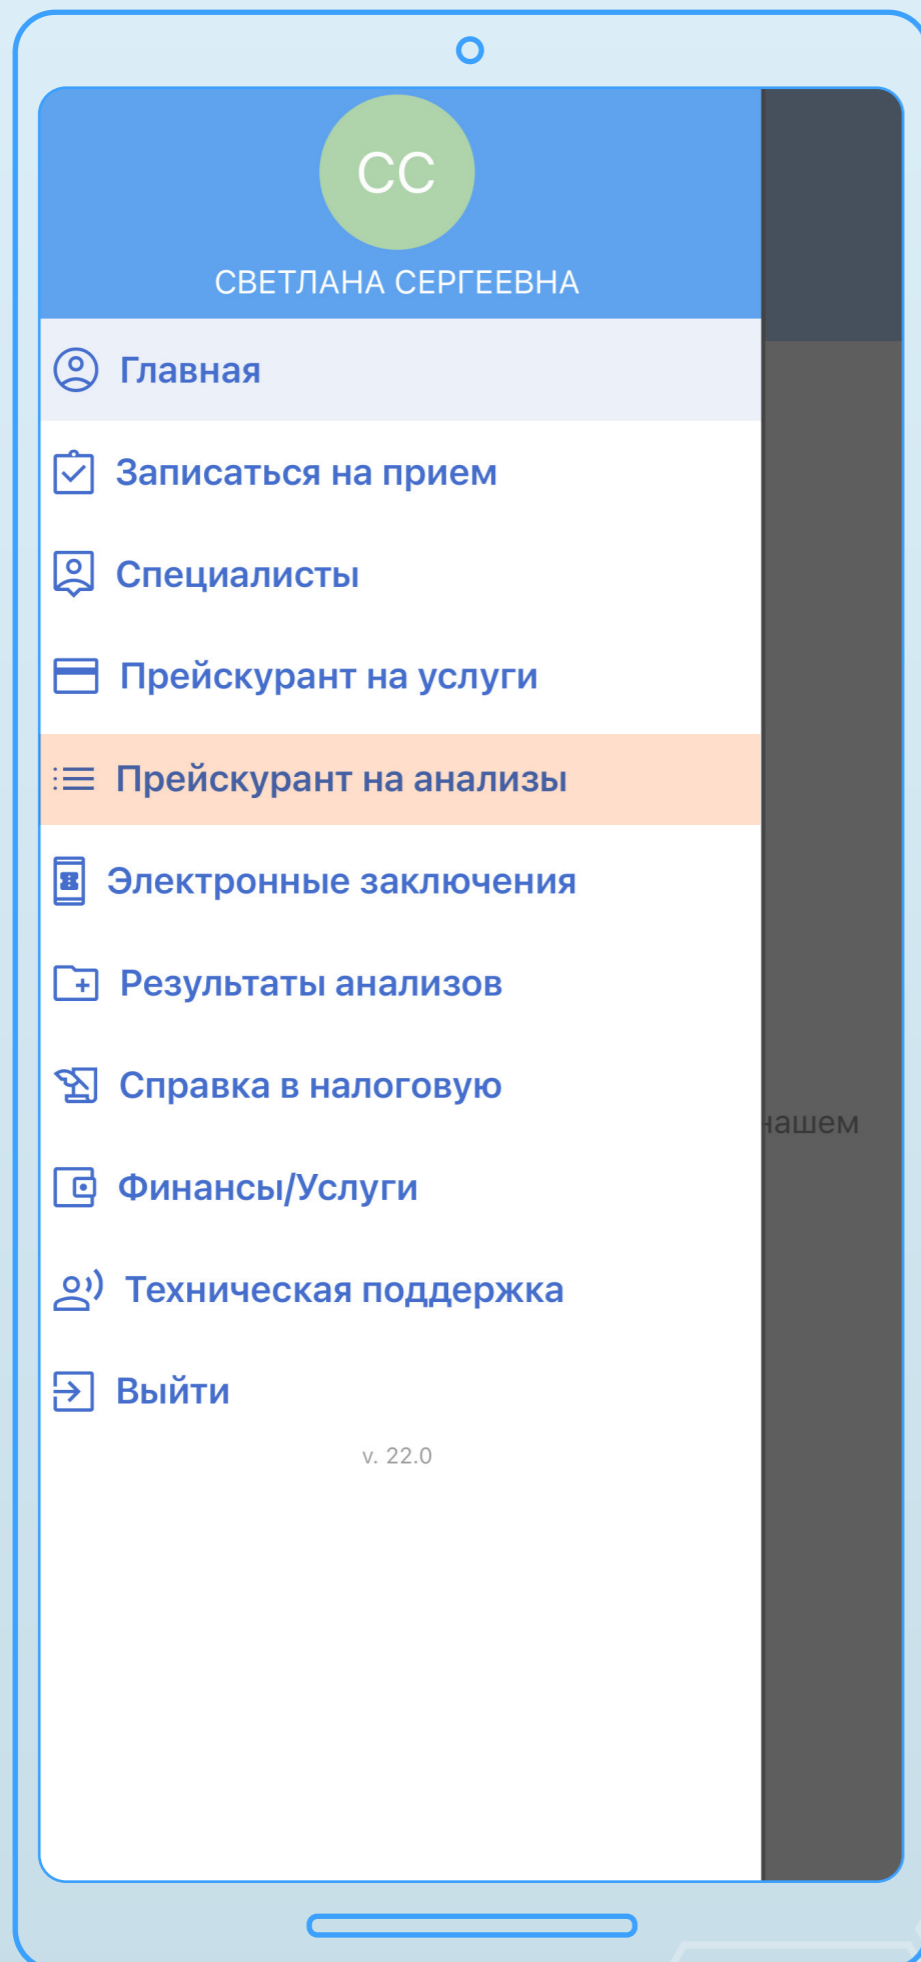 СС
СВЕТЛАНА СЕРГЕЕВНА
Главная
Записаться на прием
Специалисты
Прейскурант на услуги
Прейскурант на анализы
Электронные заключения
Результаты анализов
Справка в налоговую
нашем
Финансы/Услуги
Техническая поддержка
Выйти
v. 22.0